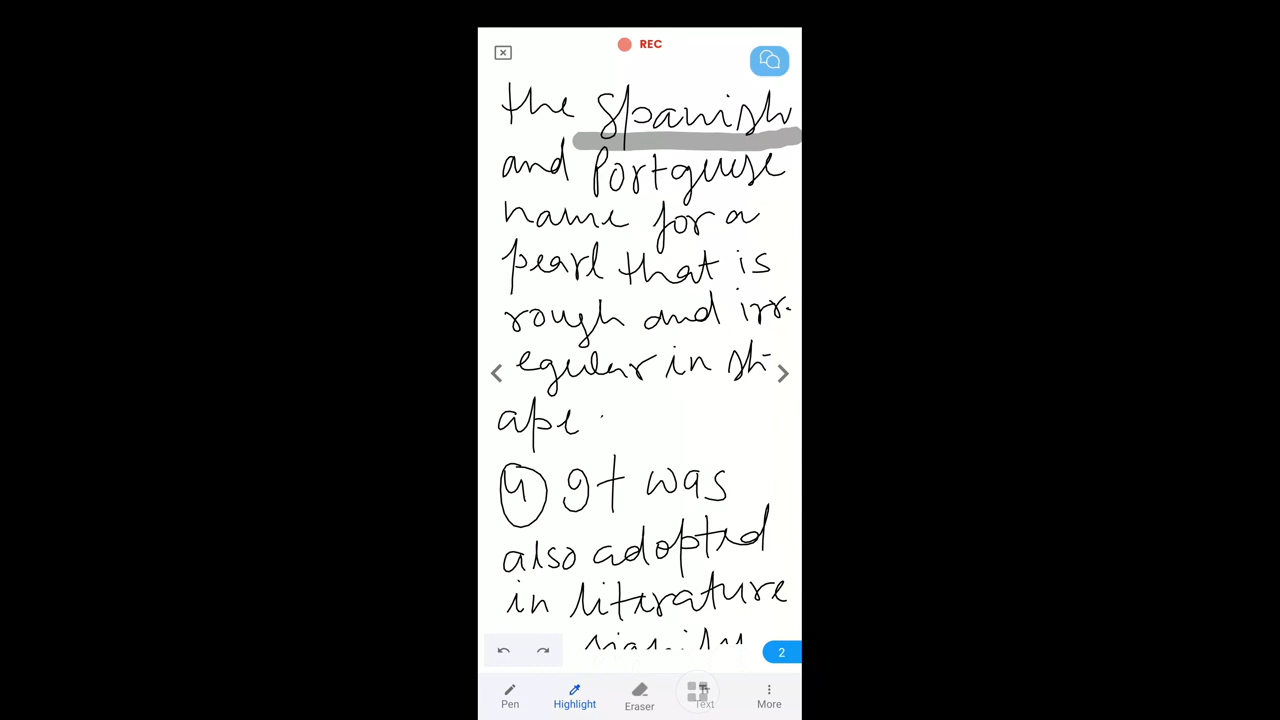 REC
the Spanish
and Portguese
name for a
pearl that is
rough and irr-
egular in sh-
ape.
4 It was
also adopted
in literature
2
Pen Highlight Eraser Text More